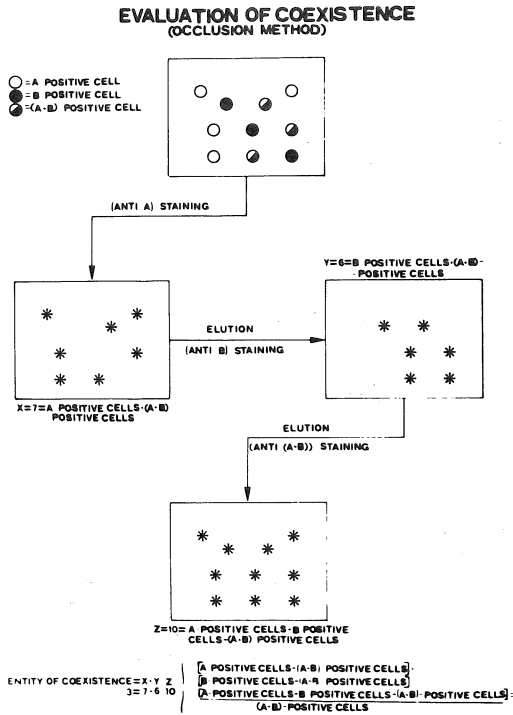 EVALUATION OF COEXISTENCE
(OCCLUSION METHOD)
=A POSITIVE CELL
=B POSITIVE CELL
=(A-B) POSITIVE CELL
(ANTI A) STAINING
Y=6=B POSITIVE CELLS-(A-B)-
-POSITIVE CELLS
ELUTION
(ANTI B) STAINING
X=7=A POSITIVE CELLS-(A-B)
POSITIVE CELLS
ELUTION
(ANTI (A-B)) STAINING
Z=10= A POSITIVE CELLS-B POSITIVE
CELLS-(A-B) POSITIVE CELLS
[A POSITIVE CELLS-(A-B) POSITIVE CELLS]-
ENTITY OF COEXISTENCE=X-Y Z
[B POSITIVE CELLS-(A-B) POSITIVE CELLS]
3=7-6 10
[A-POSITIVE CELLS-B POSITIVE CELLS-(A-B)-POSITIVE CELLS]=
(A-B)-POSITIVE CELLS